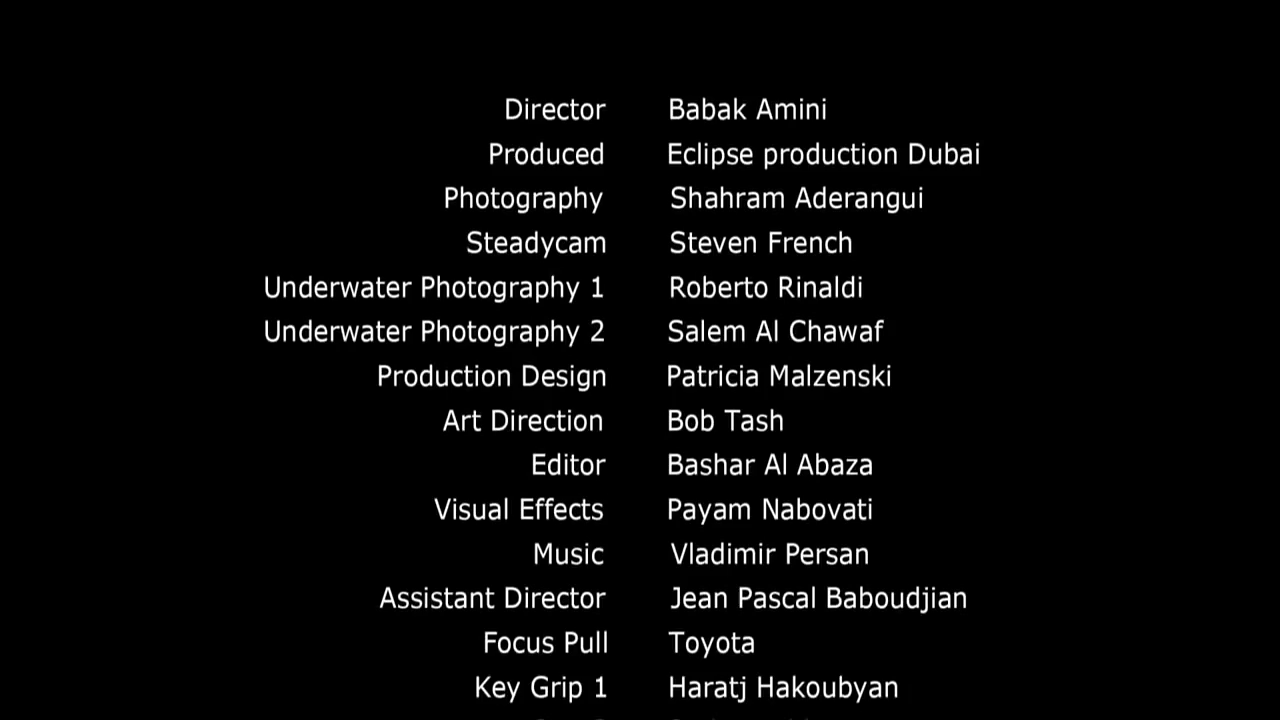 Director Babak Amini
Produced Eclipse production Dubai
Photography Shahram Aderangui
Steadycam Steven French
Underwater Photography 1 Roberto Rinaldi
Underwater Photography 2 Salem Al Chawaf
Production Design Patricia Malzenski
Art Direction Bob Tash
Editor Bashar Al Abaza
Visual Effects Payam Nabovati
Music Vladimir Persan
Assistant Director Jean Pascal Baboudjian
Focus Pull Toyota
Key Grip 1 Haratj Hakoubyan